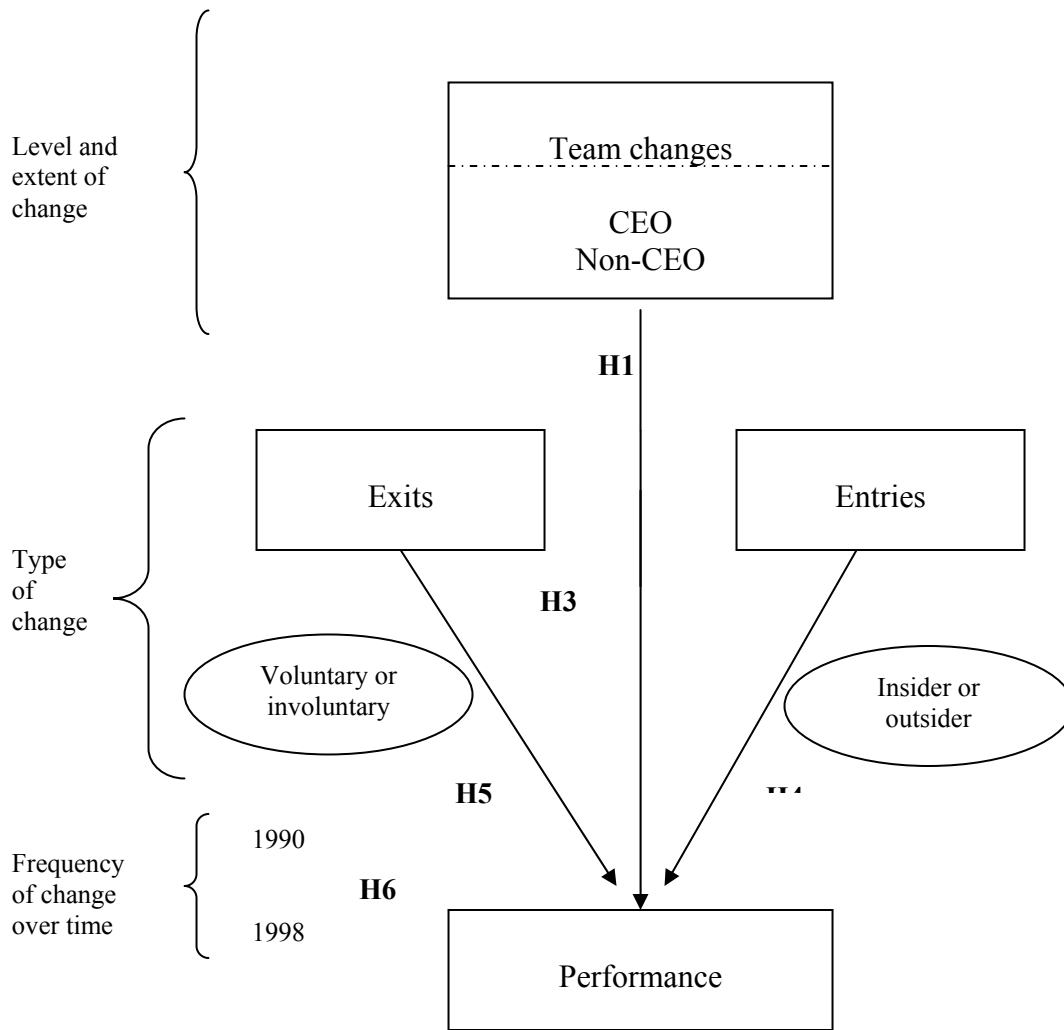 Team changes
Level and
extent of
change
CEO
Non-CEO
H1
Exits
Entries
Type
of
change
H3
Voluntary or
involuntary
Insider or
outsider
H5
1990
Frequency
of change
over time
H6
1998
Performance